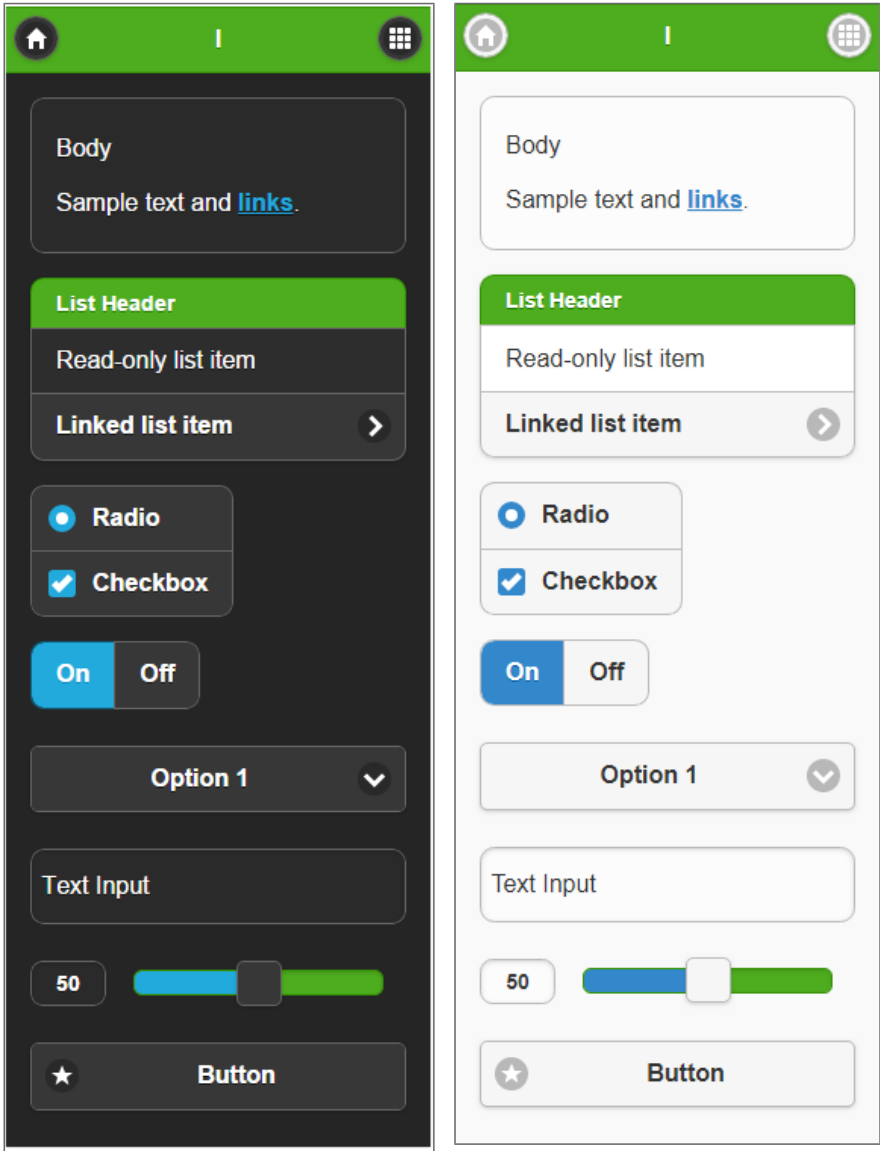 I
Body
Sample text and links.
List Header
Read-only list item
Linked list item
Radio
Checkbox
On Off
Option 1
Text Input
50
Button
I
Body
Sample text and links.
List Header
Read-only list item
Linked list item
Radio
Checkbox
On Off
Option 1
Text Input
50
Button